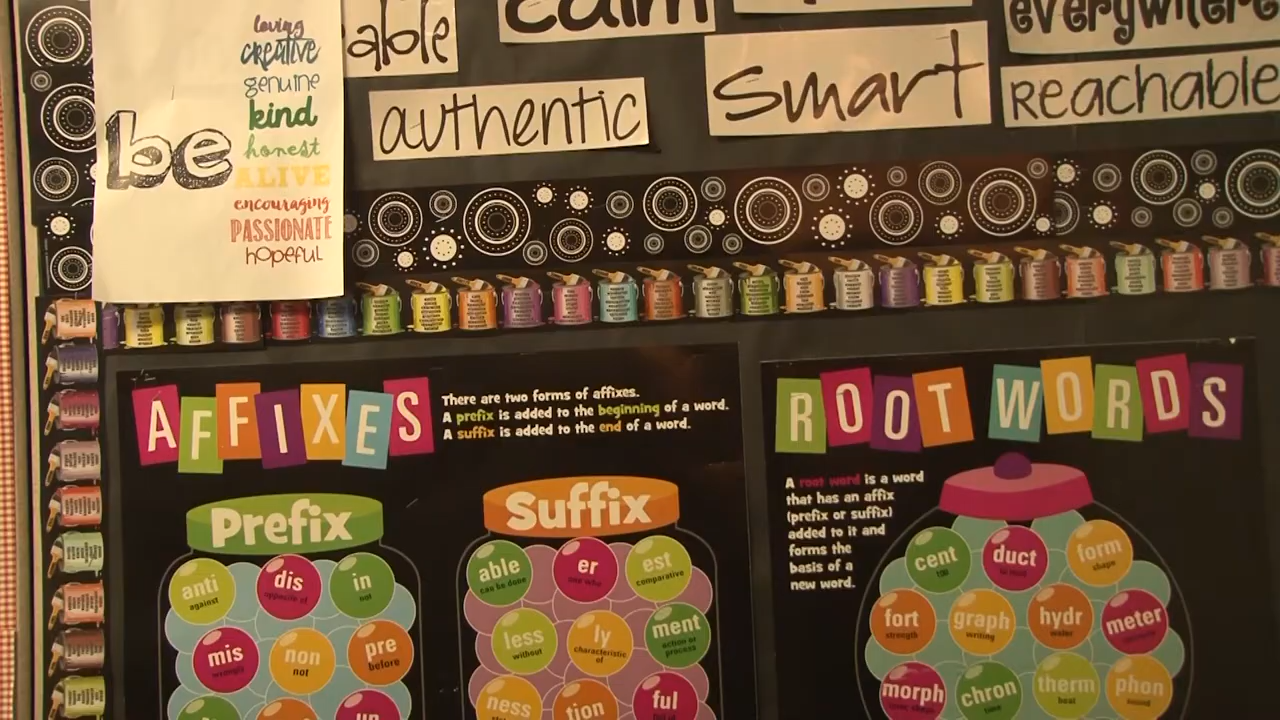 be
loving
CREATIVE
genuine
kind
honest
ALIVE
encouraging
PASSIONATE
hopeful
able
calm
everywhere
authentic
Smart
REachable
AFFIXES
There are two forms of affixes.
A prefix is added to the beginning of a word.
A suffix is added to the end of a word.
Prefix
anti
against
dis
opposite of
in
not
mis
wrongly
non
not
pre
before
un
Suffix
able
can be done
er
one who
est
comparative
less
without
ly
characteristic
of
ment
action or
process
ness
tion
ful
full of
ROOT WORDS
A root word is a word
that has an affix
(prefix or suffix)
added to it and
forms the
basis of a
new word.
cent
100
duct
to lead
form
shape
fort
strength
graph
writing
hydr
water
meter
morph
chron
time
therm
heat
phon
sound